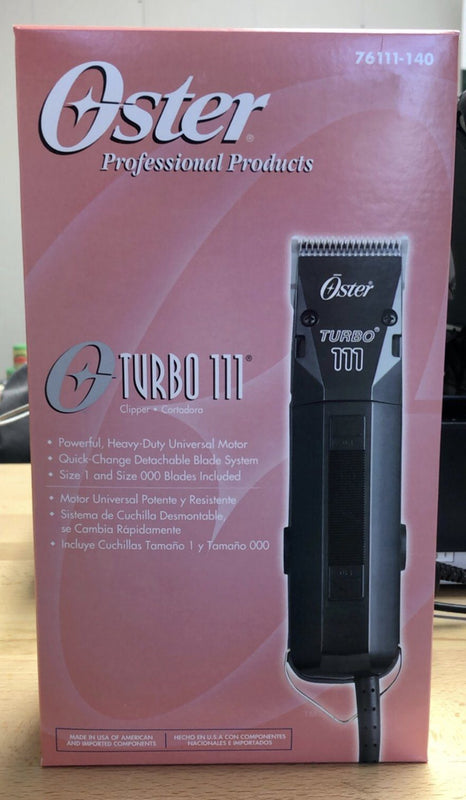 76111-140
Oster®
Professional Products
Oster®
TURBO®
111
TURBO 111®
Clipper • Cortadora
• Powerful, Heavy-Duty Universal Motor
• Quick-Change Detachable Blade System
• Size 1 and Size 000 Blades Included
• Motor Universal Potente y Resistente
• Sistema de Cuchilla Desmontable
se Cambia Rápidamente
• Incluye Cuchillas Tamaño 1 y Tamaño 000
MADE IN USA OF AMERICAN
AND IMPORTED COMPONENTS
HECHO EN U.S.A CON COMPONENTES
NACIONALES E IMPORTADOS